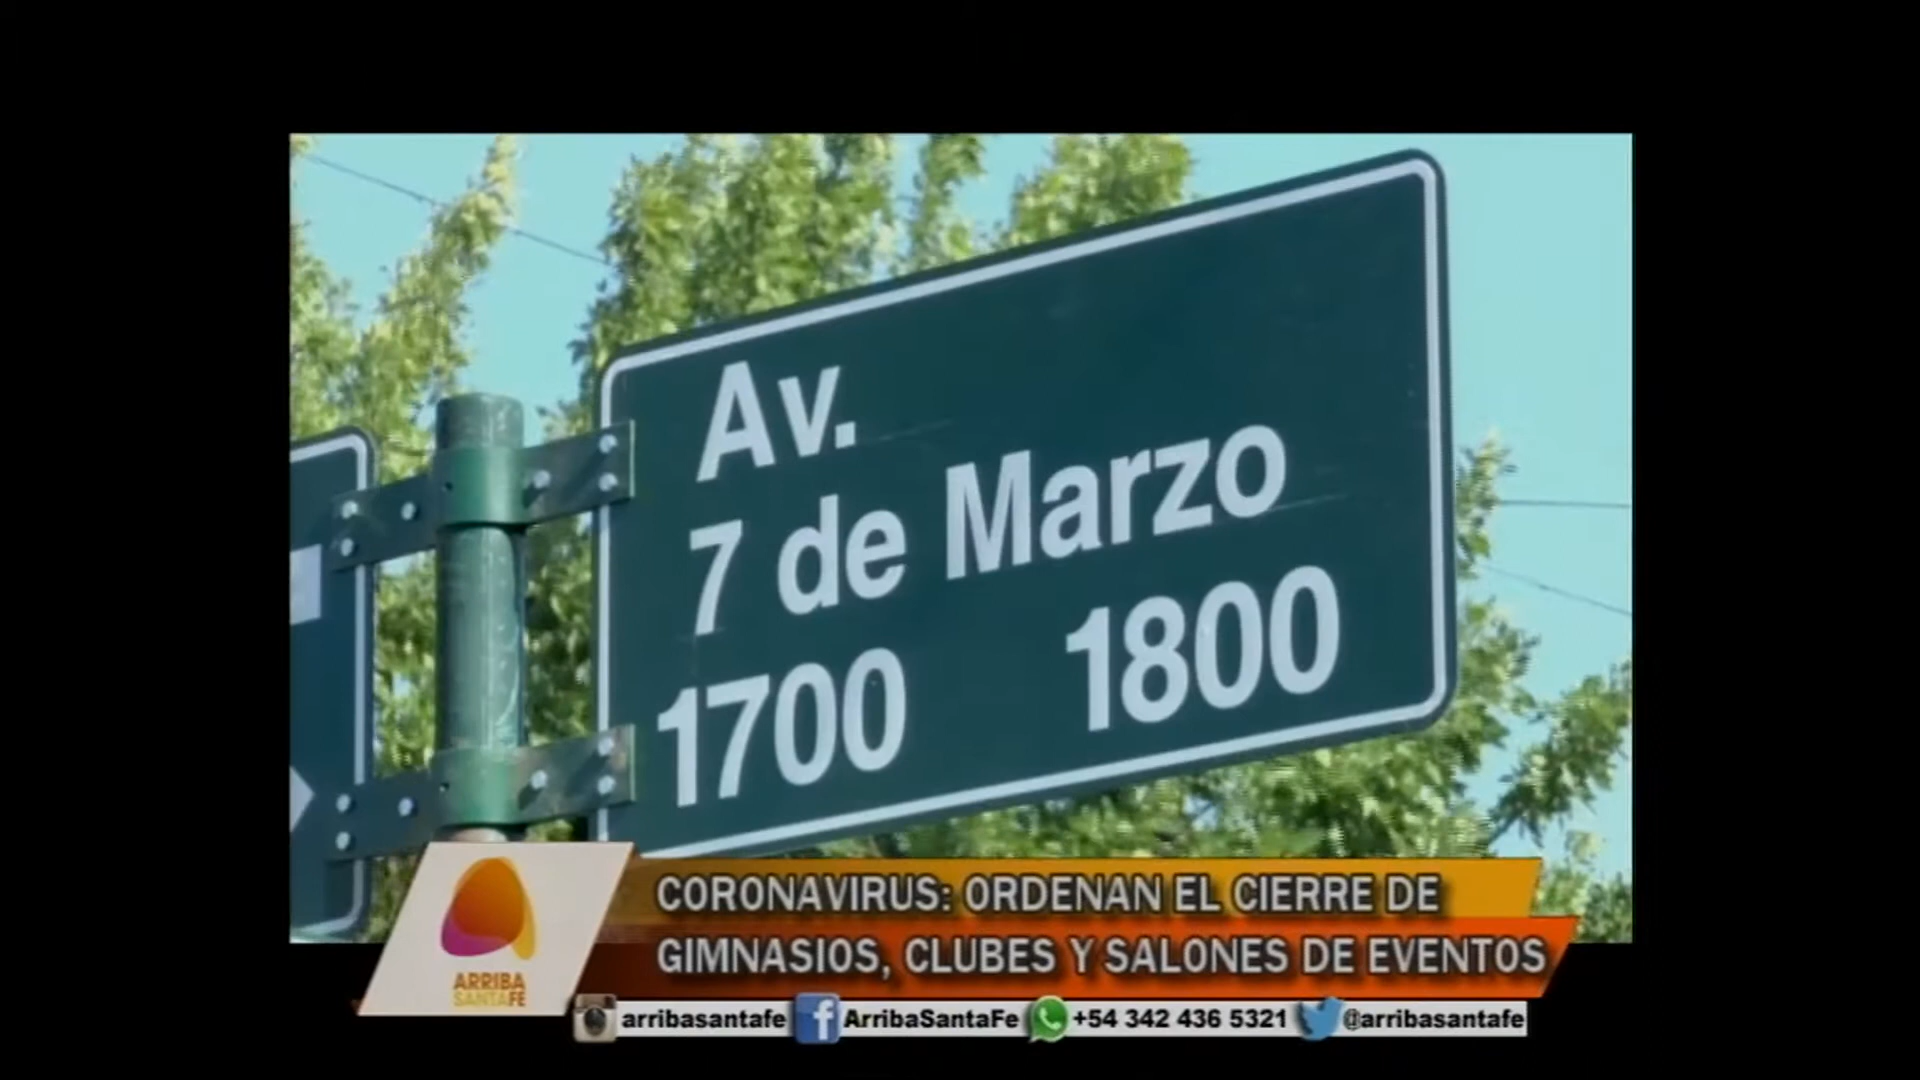 Av.
7 de Marzo
1700 1800
CORONAVIRUS: ORDENAN EL CIERRE DE
GIMNASIOS, CLUBES Y SALONES DE EVENTOS
ARRIBA
SANTAFE
arribasantafe ArribaSantaFe +54 342 436 5321 @arribasantafe